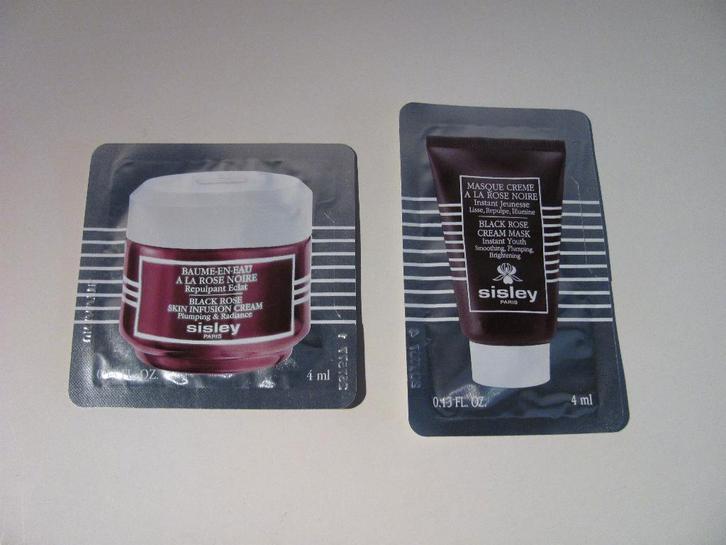 BAUME-EN-EAU
A LA ROSE NOIRE
Repulpant Eclat
BLACK ROSE
SKIN INFUSION CREAM
Plumping & Radiance
sisley
PARIS
OZ.
4 ml
MASQUE CREME
A LA ROSE NOIRE
Instant Jeunesse
Lisse, Repulpe, Illumine
BLACK ROSE
CREAM MASK
Instant Youth
Smoothing, Plumping,
Brightening
sisley
PARIS
0.13 FL. OZ.
4 ml